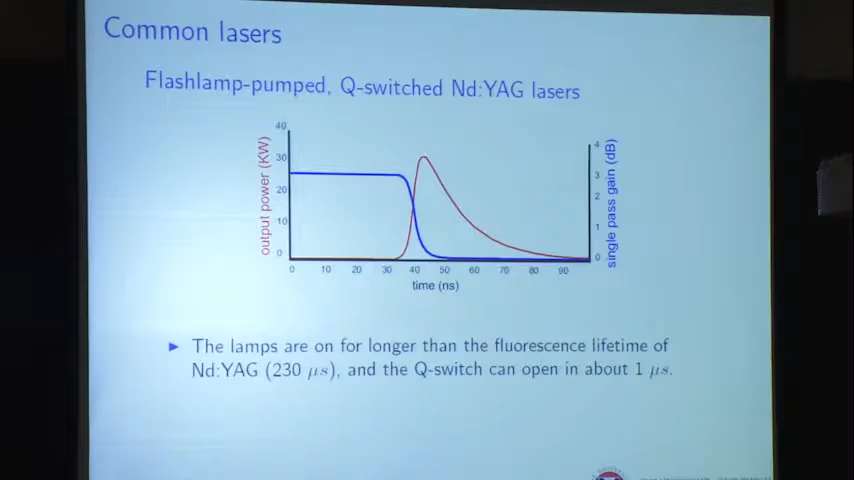 Common lasers
Flashlamp-pumped, Q-switched Nd:YAG lasers
output power (KW)
40
30
20
10
0
0 10 20 30 40 50 60 70 80 90
time (ns)
4
3
2
1
0
single pass gain (dB)
The lamps are on for longer than the fluorescence lifetime of
Nd:YAG (230 μs), and the Q-switch can open in about 1 μs.